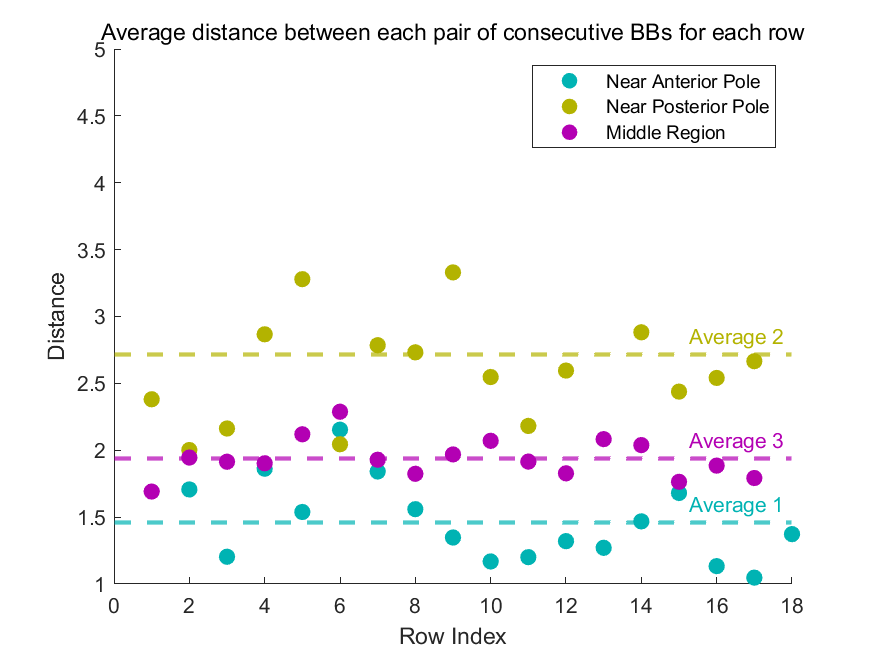 Average distance between each pair of consecutive BBs for each row
5
4.5
4
3.5
3
2.5
2
1.5
1
Distance
Near Anterior Pole
Near Posterior Pole
Middle Region
Average 2
Average 3
Average 1
0 2 4 6 8 10 12 14 16 18
Row Index